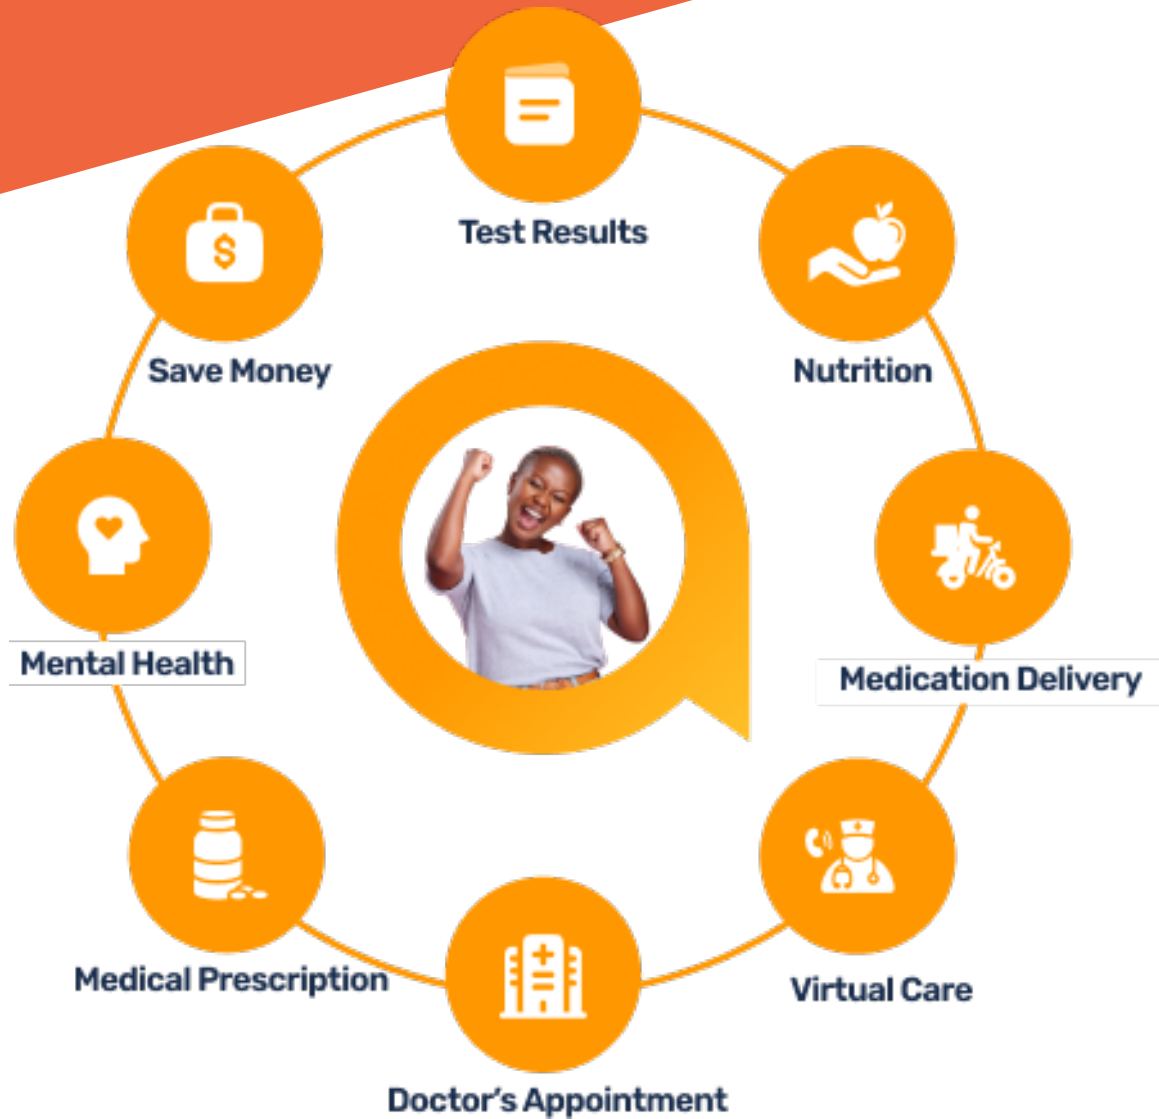 Test Results
Save Money
Nutrition
Mental Health
Medication Delivery
Medical Prescription
Virtual Care
Doctor's Appointment
$